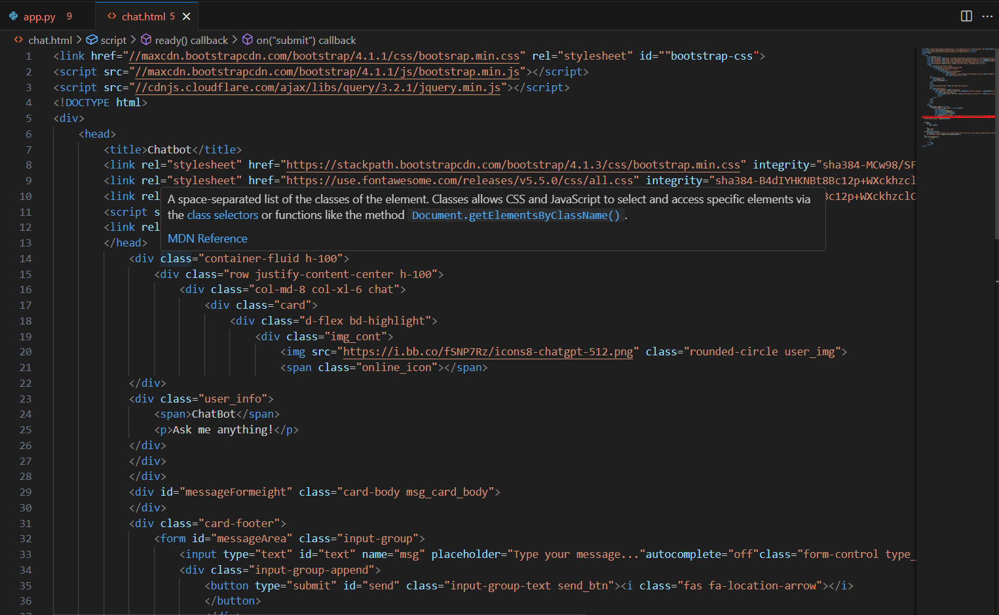 app.py 9 chat.html 5
chat.html > script > ready() callback > on("submit") callback
1 <link href="//maxcdn.bootstrapcdn.com/bootstrap/4.1.1/css/bootsrap.min.css" rel="stylesheet" id=""bootstrap-css">
2 <script src="//maxcdn.bootstrapcdn.com/bootstrap/4.1.1/js/bootstrap.min.js"></script>
3 <script src="//cdnjs.cloudflare.com/ajax/libs/query/3.2.1/jquery.min.js"></script>
4 <!DOCTYPE html>
5 <div>
6 <head>
7 <title>Chatbot</title>
8 <link rel="stylesheet" href="https://stackpath.bootstrapcdn.com/bootstrap/4.1.3/css/bootstrap.min.css" integrity="sha384-MCw98/SF
9 <link rel="stylesheet" href="https://use.fontawesome.com/releases/v5.5.0/css/all.css" integrity="sha384-B4dIYHKNBt8Bc12p+WXckhzcl
10 <link rel Bc12p+WXckhzclC
A space-separated list of the classes of the element. Classes allows CSS and JavaScript to select and access specific elements via
the class selectors or functions like the method Document.getElementsByClassName().
MDN Reference
11 <script s
12 <link rel
13 </head>
14 <div class="container-fluid h-100">
15 <div class="row justify-content-center h-100">
16 <div class="col-md-8 col-xl-6 chat">
17 <div class="card">
18 <div class="d-flex bd-highlight">
19 <div class="img_cont">
20 <img src="https://i.bb.co/fSNP7Rz/icons8-chatgpt-512.png" class="rounded-circle user_img">
21 <span class="online_icon"></span>
22 </div>
23 <div class="user_info">
24 <span>ChatBot</span>
25 <p>Ask me anything!</p>
26 </div>
27 </div>
28 </div>
29 <div id="messageFormeight" class="card-body msg_card_body">
30 </div>
31 <div class="card-footer">
32 <form id="messageArea" class="input-group">
33 <input type="text" id="text" name="msg" placeholder="Type your message..."autocomplete="off"class="form-control type_
34 <div class="input-group-append">
35 <button type="submit" id="send" class="input-group-text send_btn"><i class="fas fa-location-arrow"></i>
36 </button>